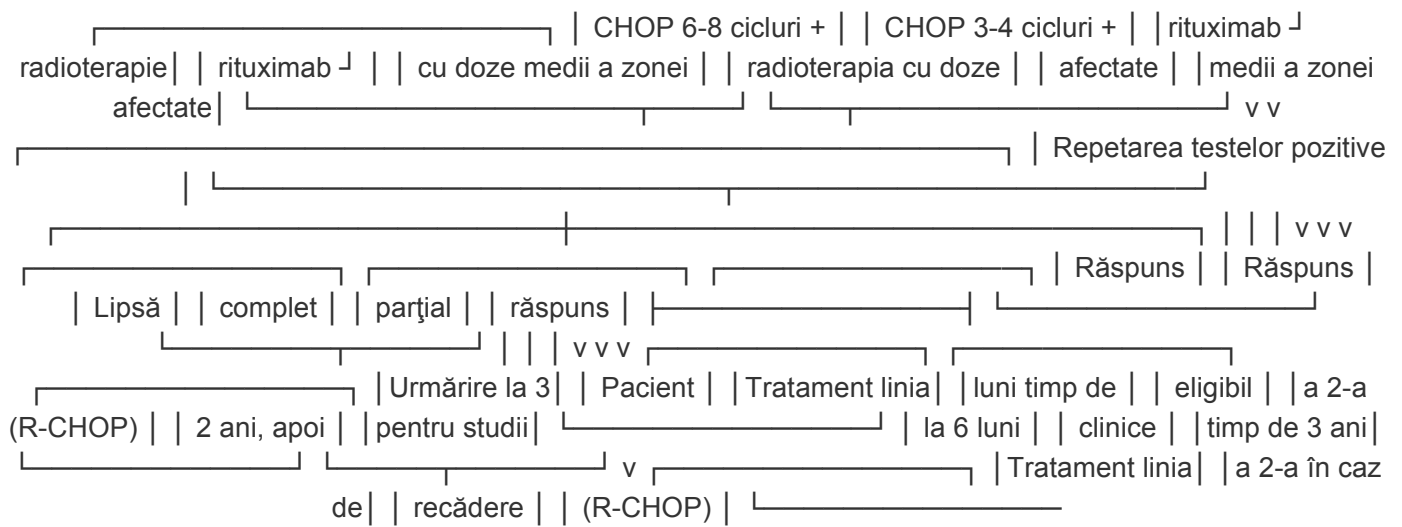 ┌──────────────────────────┐ │ CHOP 6-8 cicluri + │ │ CHOP 3-4 cicluri + │ │rituximab ┘
radioterapie│ │ rituximab ┘ │ │ cu doze medii a zonei │ │ radioterapia cu doze │ │ afectate │ │medii a zonei
afectate│ └──────────────────────┬─────┘ └────┬─────────────────────┘ v v
┌─────────────────────────────────────────────────────────┐ │ Repetarea testelor pozitive
│ └─────────────────────────────┬───────────────────────────┘
┌─────────────────────────────┼────────────────────────────────────┐ │ │ │ v v v
┌──────────────────┐ ┌──────────────────┐ ┌──────────────────┐ │ Răspuns │ │ Răspuns │
│ Lipsă │ │ complet │ │ parţial │ │ răspuns │ ├──────────────────┤ └──────────────────┘
└─────────┬────────┘ │ │ │ v v v ┌────────────────┐ ┌────────────────┐
┌──────────────────┐ │Urmărire la 3│ │ Pacient │ │Tratament linia│ │luni timp de │ │ eligibil │ │a 2-a
(R-CHOP) │ │ 2 ani, apoi │ │pentru studii│ └──────────────────┘ │ la 6 luni │ │ clinice │ │timp de 3 ani│
└────────────────┘ └──────┬─────────┘ v ┌──────────────────┐ │Tratament linia│ │a 2-a în caz
de│ │ recădere │ │ (R-CHOP) │ └──────────────────